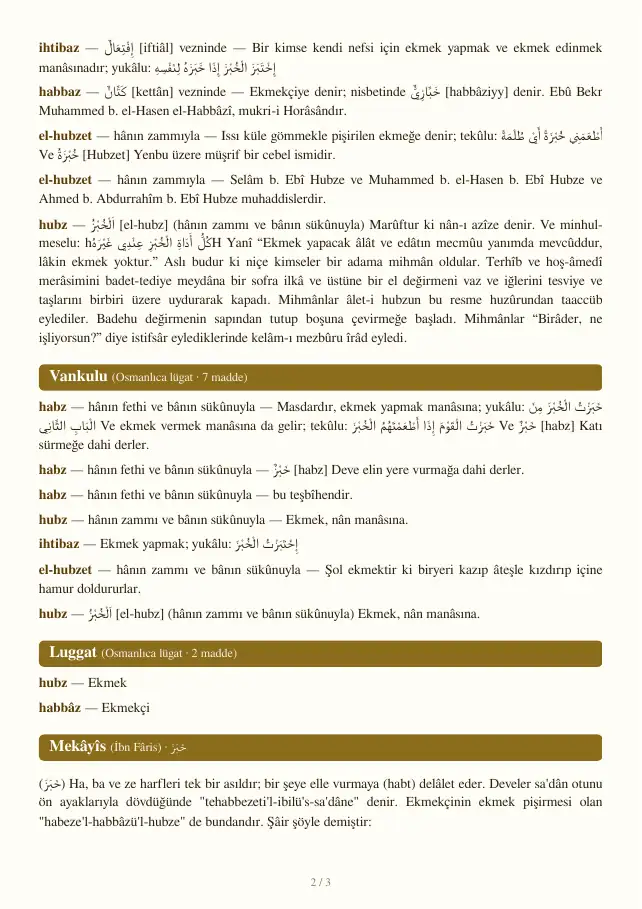 ihtibaz — إِفْتِعَالٌ [iftiâl] vezninde — Bir kimse kendi nefsi için ekmek yapmak ve ekmek edinmek
manâsınadır; yukâlu: إِخْتَبَزَ الْخُبْزَ إِذَا خَبَزَهُ لِنَفْسِهِ
habbaz — كَتَّانٌ [kettân] vezninde — Ekmekçiye denir; nisbetinde خَبَّازِيٌّ [habbâziyy] denir. Ebû Bekr
Muhammed b. el-Hasen el-Habbâzî, mukri-i Horâsândır.
el-hubzet — hânın zammıyla — Issı küle gömmekle pişirilen ekmeğe denir; tekûlu: أَطْعَمَنِي خُبْزَةً أَيْ طُلْمَةً
Ve خُبْزَةُ [Hubzet] Yenbu üzere müşrif bir cebel ismidir.
el-hubzet — hânın zammıyla — Selâm b. Ebî Hubze ve Muhammed b. el-Hasen b. Ebî Hubze ve
Ahmed b. Abdurrahîm b. Ebî Hubze muhaddislerdir.
hubz — اَلْخُبْزُ [el-hubz] (hânın zammı ve bânın sükûnuyla) Marûftur ki nân-ı azîze denir. Ve minhul-
meselu: hكُلُّ أَدَاةِ الْخُبْزِ عِنْدِي غَيْرَهُH Yanî “Ekmek yapacak âlât ve edâtın mecmûu yanımda mevcûddur,
lâkin ekmek yoktur.” Aslı budur ki niçe kimseler bir adama mihmân oldular. Terhîb ve hoş-âmedî
merâsimini badet-tediye meydâna bir sofra ilkâ ve üstüne bir el değirmeni vaz ve iğlerini tesviye ve
taşlarını birbiri üzere uydurarak kapadı. Mihmânlar âlet-i hubzun bu resme huzûrundan taaccüb
eylediler. Badehu değirmenin sapından tutup boşuna çevirmeğe başladı. Mihmânlar “Birâder, ne
işliyorsun?” diye istifsâr eylediklerinde kelâm-ı mezbûru îrâd eyledi.
Vankulu (Osmanlıca lügat · 7 madde)
habz — hânın fethi ve bânın sükûnuyla — Masdardır, ekmek yapmak manâsına; yukâlu: خَبَزْتُ الْخُبْزَ مِنَ
الْبَابِ الثَّانِي Ve ekmek vermek manâsına da gelir; tekûlu: خَبَزْتُ الْقَوْمَ إِذَا أَطْعَمْتَهُمُ الْخُبْزَ Ve خَبْزٌ [habz] Katı
sürmeğe dahi derler.
habz — hânın fethi ve bânın sükûnuyla — خَبْزٌ [habz] Deve elin yere vurmağa dahi derler.
habz — hânın fethi ve bânın sükûnuyla — bu teşbîhendir.
hubz — hânın zammı ve bânın sükûnuyla — Ekmek, nân manâsına.
ihtibaz — Ekmek yapmak; yukâlu: إِخْتَبَزْتُ الْخُبْزَ
el-hubzet — hânın zammı ve bânın sükûnuyla — Şol ekmektir ki biryeri kazıp âteşle kızdırıp içine
hamur doldururlar.
hubz — اَلْخُبْزُ [el-hubz] (hânın zammı ve bânın sükûnuyla) Ekmek, nân manâsına.
Luggat (Osmanlıca lügat · 2 madde)
hubz — Ekmek
habbâz — Ekmekçi
Mekâyîs (İbn Fâris) · خَبَزَ
(خَبَزَ) Ha, ba ve ze harfleri tek bir asıldır; bir şeye elle vurmaya (habt) delâlet eder. Develer sa'dân otunu
ön ayaklarıyla dövdüğünde "tehabbezeti'l-ibilü's-sa'dâne" denir. Ekmekçinin ekmek pişirmesi olan
"habeze'l-habbâzü'l-hubze" de bundandır. Şâir şöyle demiştir:
2 / 3